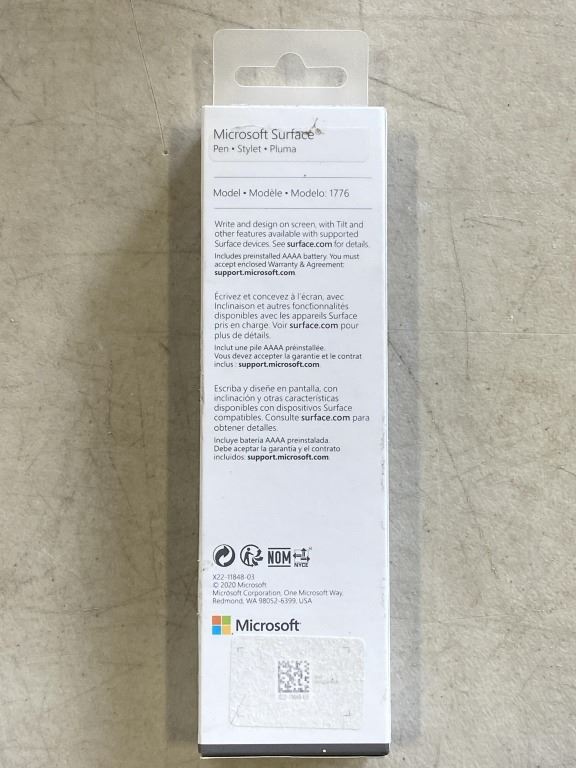 Microsoft Surface
Pen • Stylet • Pluma
Model • Modèle • Modelo: 1776
Write and design on screen, with Tilt and
other features available with supported
Surface devices. See surface.com for details.
Includes preinstalled AAAA battery. You must
accept enclosed Warranty & Agreement:
support.microsoft.com.
Écrivez et concevez à l'écran, avec
Inclinaison et autres fonctionnalités
disponibles avec les appareils Surface
pris en charge. Voir surface.com pour
plus de détails.
Inclut une pile AAAA préinstallée.
Vous devez accepter la garantie et le contrat
inclus : support.microsoft.com.
Escriba y diseñe en pantalla, con
inclinación y otras características
disponibles con dispositivos Surface
compatibles. Consulte surface.com para
obtener detalles.
Incluye batería AAAA preinstalada.
Debe aceptar la garantía y el contrato
incluidos: support.microsoft.com.
NOM NYCE
X22-11848-03
© 2020 Microsoft
Microsoft Corporation, One Microsoft Way,
Redmond, WA 98052-6399, USA
Microsoft